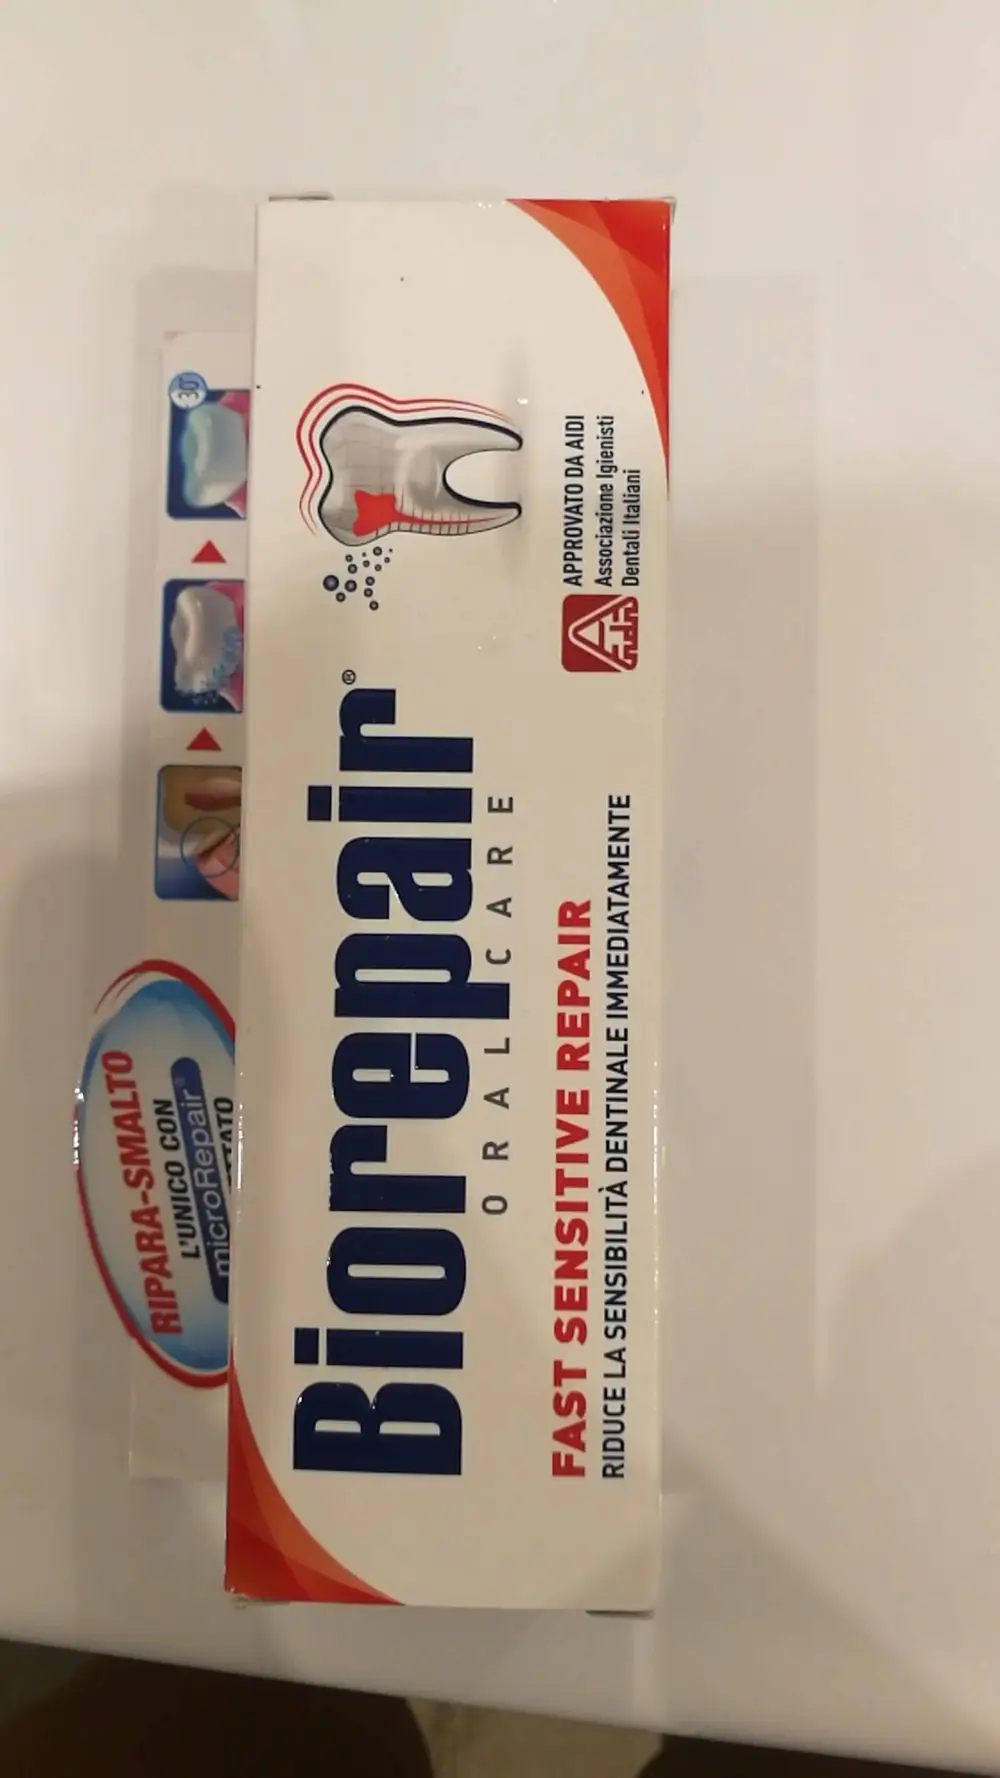 RIPARA-SMALTO
L'UNICO CON
microRepair®
30"
Biorepair®
ORAL CARE
FAST SENSITIVE REPAIR
RIDUCE LA SENSIBILITÀ DENTINALE IMMEDIATAMENTE
APPROVATO DA AIDI
Associazione Igienisti
Dentali Italiani